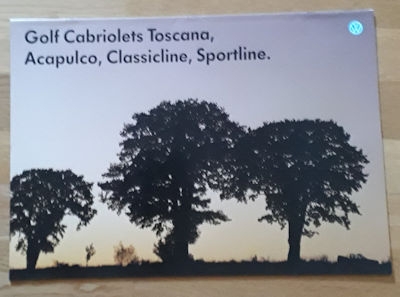 Golf Cabriolets Toscana,
Acapulco, Classicline, Sportline.